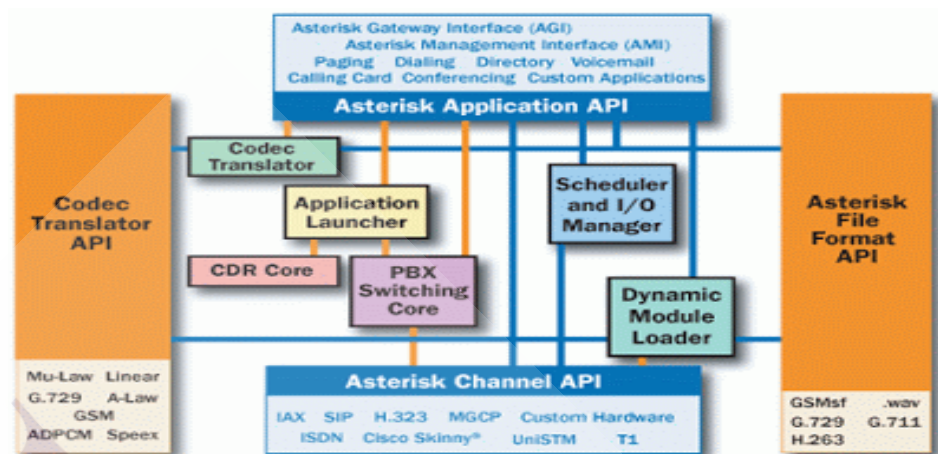 Asterisk Gateway Interface (AGI)
Asterisk Management Interface (AMI)
Paging Dialing Directory Voicemail
Calling Card Conferencing Custom Applications
Asterisk Application API
Codec
Translator
API
Mu-Law Linear
G.729 A-Law
GSM
ADPCM Speex
Codec
Translator
Application
Launcher
CDR Core
PBX
Switching
Core
Scheduler
and I/O
Manager
Dynamic
Module
Loader
Asterisk
File
Format
API
GSMsf .wav
G.729 G.711
H.263
Asterisk Channel API
IAX SIP H.323 MGCP Custom Hardware
ISDN Cisco Skinny® UniSTM T1